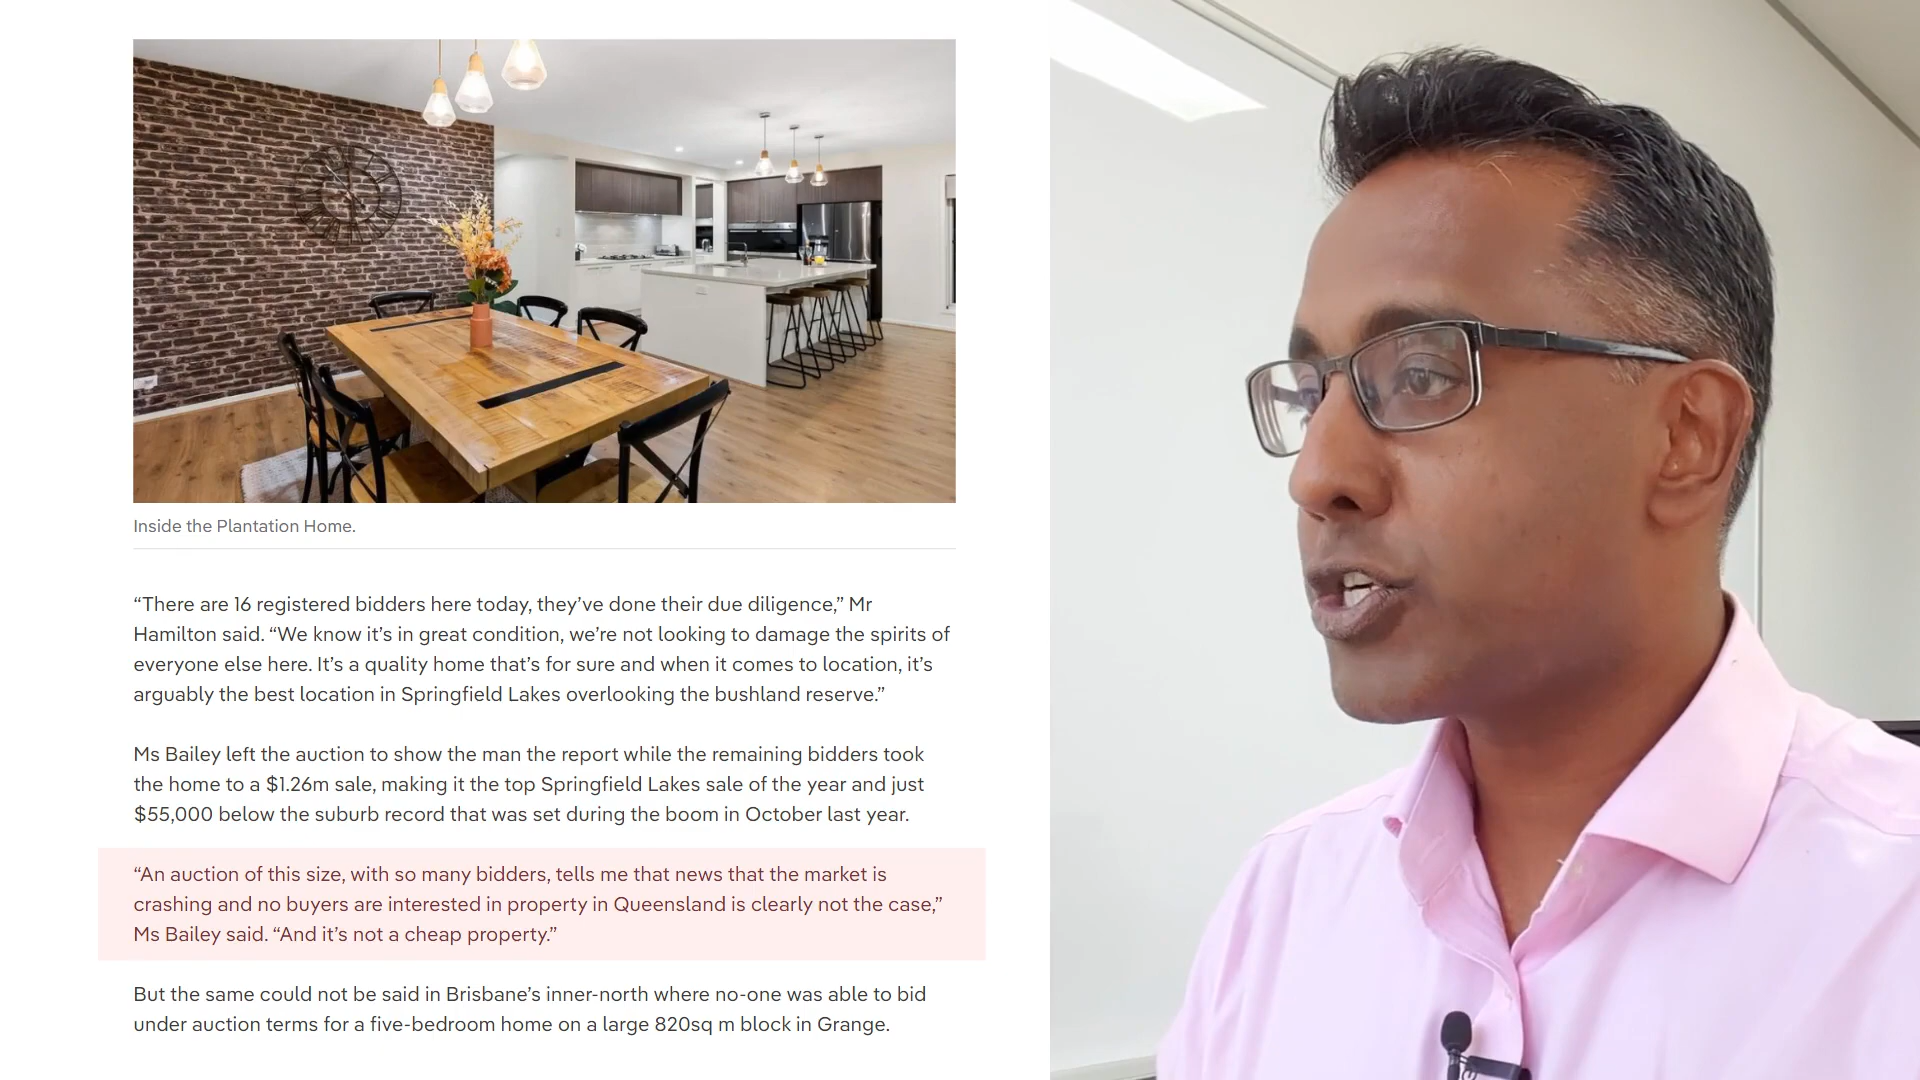 Inside the Plantation Home.
“There are 16 registered bidders here today, they’ve done their due diligence,” Mr
Hamilton said. “We know it’s in great condition, we’re not looking to damage the spirits of
everyone else here. It’s a quality home that’s for sure and when it comes to location, it’s
arguably the best location in Springfield Lakes overlooking the bushland reserve.”
Ms Bailey left the auction to show the man the report while the remaining bidders took
the home to a $1.26m sale, making it the top Springfield Lakes sale of the year and just
$55,000 below the suburb record that was set during the boom in October last year.
“An auction of this size, with so many bidders, tells me that news that the market is
crashing and no buyers are interested in property in Queensland is clearly not the case,”
Ms Bailey said. “And it’s not a cheap property.”
But the same could not be said in Brisbane’s inner-north where no-one was able to bid
under auction terms for a five-bedroom home on a large 820sq m block in Grange.